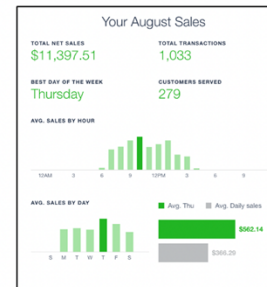 Your August Sales
TOTAL NET SALES TOTAL TRANSACTIONS
$11,397.51 1,033
BEST DAY OF THE WEEK CUSTOMERS SERVED
Thursday 279
AVG. SALES BY HOUR
12AM 3 6 9 12PM 3 6 9
AVG. SALES BY DAY Avg. Thu Avg. Daily sales
$562.14
S M T W T F S